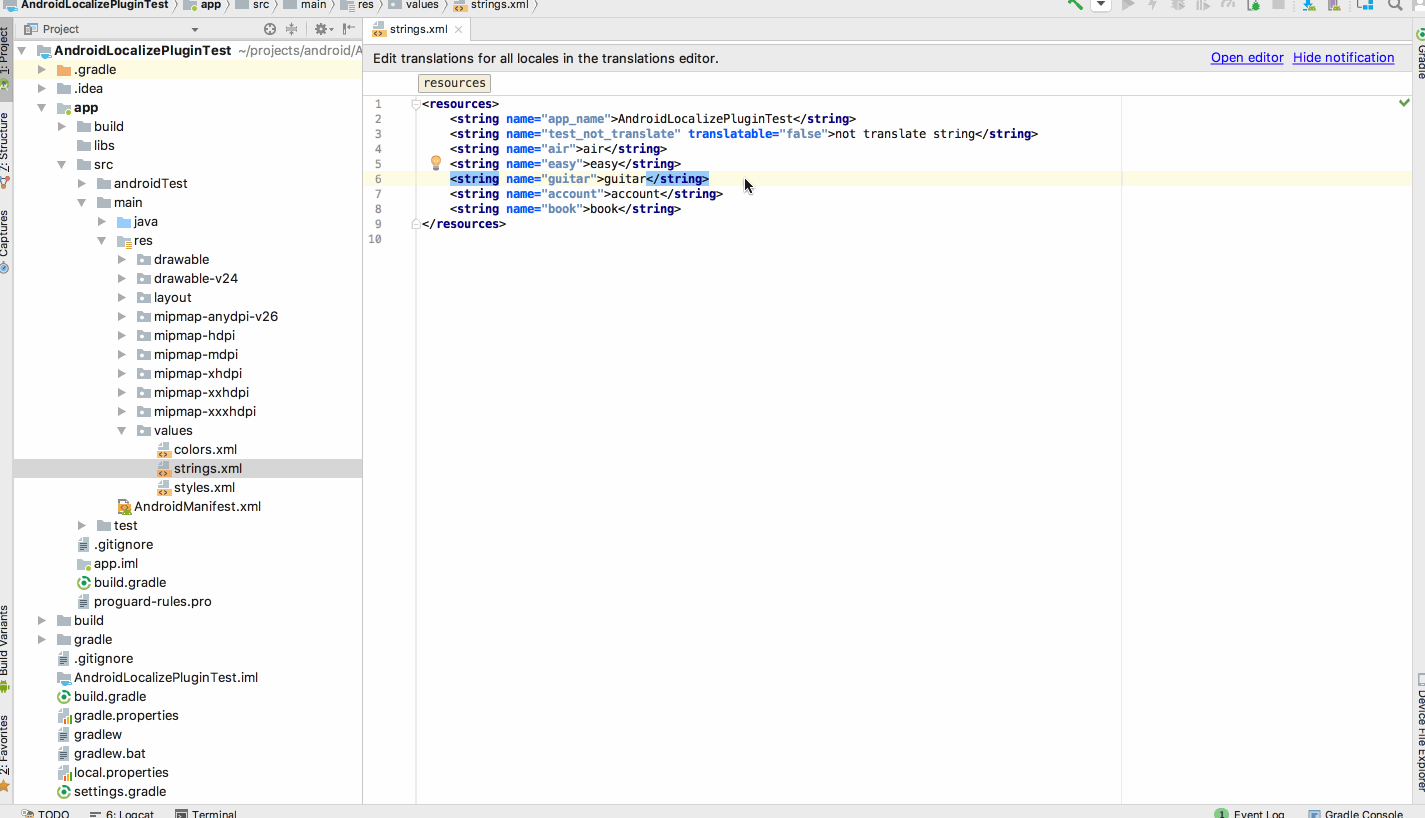 AndroidLocalizePluginTest app src main res values strings.xml
Project
strings.xml
1: Project
7: Structure
Captures
Build Variants
2: Favorites
AndroidLocalizePluginTest ~/projects/android/A
.gradle
.idea
app
build
libs
src
androidTest
main
java
res
drawable
drawable-v24
layout
mipmap-anydpi-v26
mipmap-hdpi
mipmap-mdpi
mipmap-xhdpi
mipmap-xxhdpi
mipmap-xxxhdpi
values
colors.xml
strings.xml
styles.xml
AndroidManifest.xml
test
.gitignore
app.iml
build.gradle
proguard-rules.pro
build
gradle
.gitignore
AndroidLocalizePluginTest.iml
build.gradle
gradle.properties
gradlew
gradlew.bat
local.properties
settings.gradle
Edit translations for all locales in the translations editor. Open editor Hide notification
resources
1 <resources>
2 <string name="app_name">AndroidLocalizePluginTest</string>
3 <string name="test_not_translate" translatable="false">not translate string</string>
4 <string name="air">air</string>
5 <string name="easy">easy</string>
6 <string name="guitar">guitar</string>
7 <string name="account">account</string>
8 <string name="book">book</string>
9 </resources>
10
Gradle
Device File Explorer
TODO 6: Logcat Terminal 1 Event Log Gradle Console